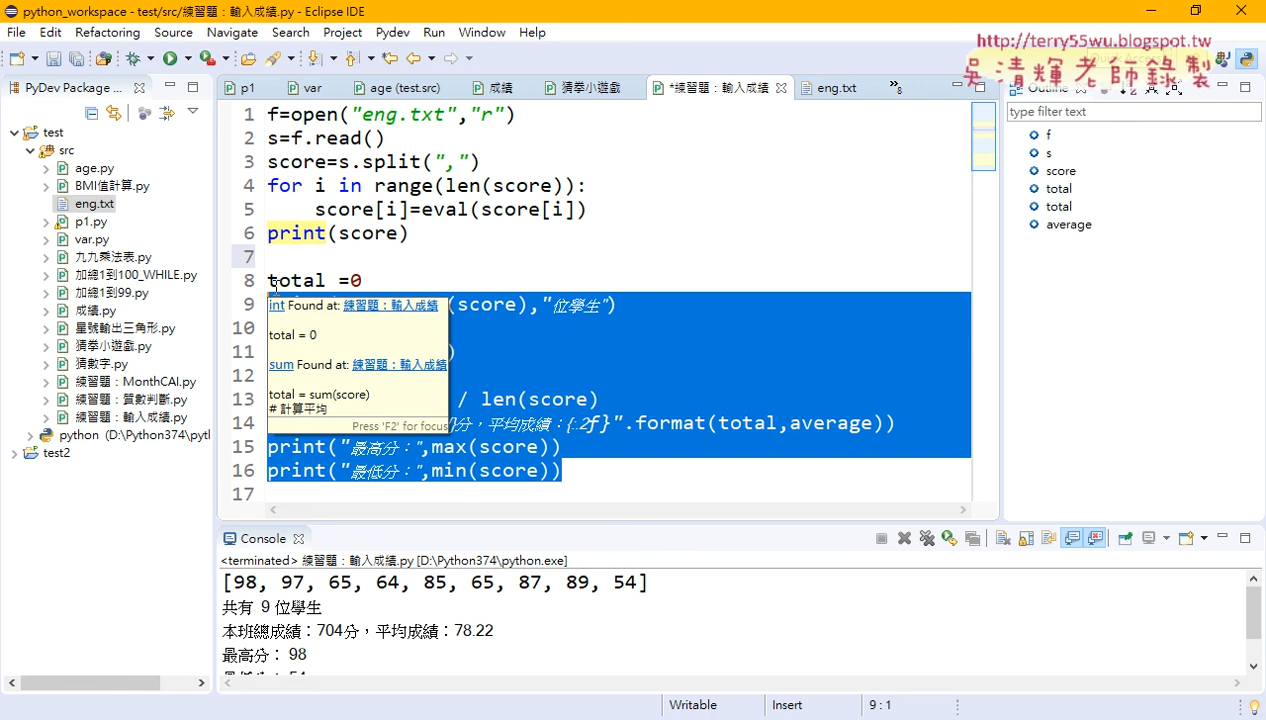 python_workspace - test/src/練習題：輸入成績.py - Eclipse IDE
File Edit Refactoring Source Navigate Search Project Pydev Run Window Help
http://terry55wu.blogspot.tw
吳清輝老師錄製
PyDev Package ...
p1 var age (test.src) 成績 猜拳小遊戲 *練習題：輸入成績 eng.txt »8
Outline
type filter text
test
src
age.py
BMI值計算.py
eng.txt
p1.py
var.py
九九乘法表.py
加總1到100_WHILE.py
加總1到99.py
成績.py
星號輸出三角形.py
猜拳小遊戲.py
猜數字.py
練習題：MonthCAI.py
練習題：質數判斷.py
練習題：輸入成績.py
python (D:\Python374\pytl
test2
1 f=open("eng.txt","r")
2 s=f.read()
3 score=s.split(",")
4 for i in range(len(score)):
5 score[i]=eval(score[i])
6 print(score)
7
8 total =0
9 (score),"位學生")
10
11 )
12
13 / len(score)
14 分，平均成績：{:.2f}".format(total,average))
15 print("最高分：",max(score))
16 print("最低分：",min(score))
17
int Found at: 練習題：輸入成績
total = 0
sum Found at: 練習題：輸入成績
total = sum(score)
# 計算平均
Press 'F2' for focus
f
s
score
total
total
average
Console
<terminated> 練習題：輸入成績.py [D:\Python374\python.exe]
[98, 97, 65, 64, 85, 65, 87, 89, 54]
共有 9 位學生
本班總成績：704分，平均成績：78.22
最高分： 98
Writable Insert 9 : 1